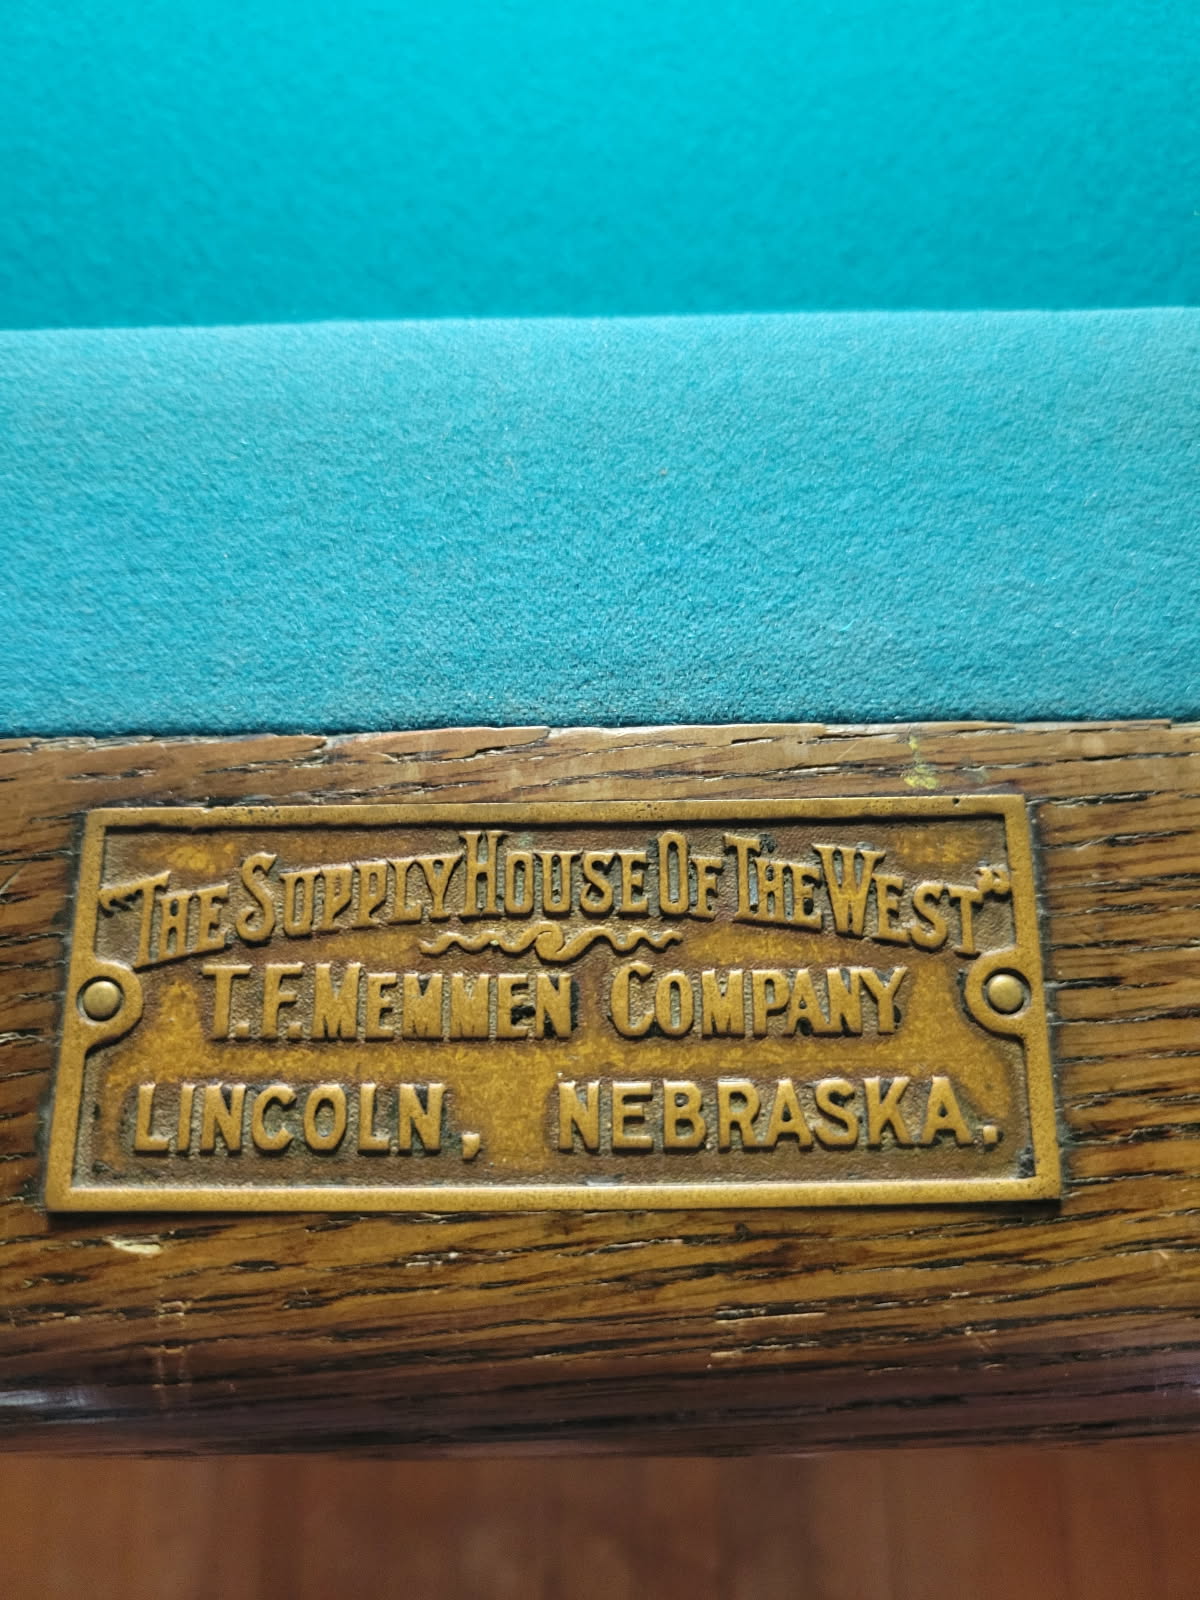 "THE SUPPLY HOUSE OF THE WEST"
T. F. MEMMEN COMPANY
LINCOLN, NEBRASKA.